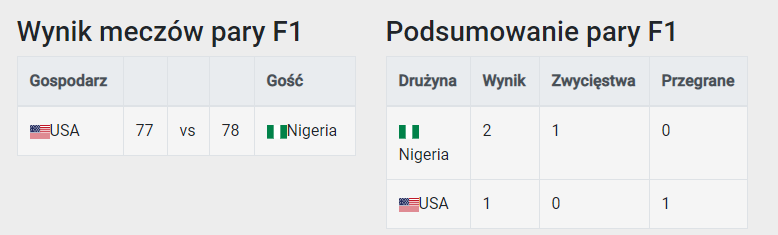 Wynik meczów pary F1
Gospodarz Gość
USA 77 vs 78 Nigeria
Podsumowanie pary F1
Drużyna Wynik Zwycięstwa Przegrane
Nigeria 2 1 0
USA 1 0 1